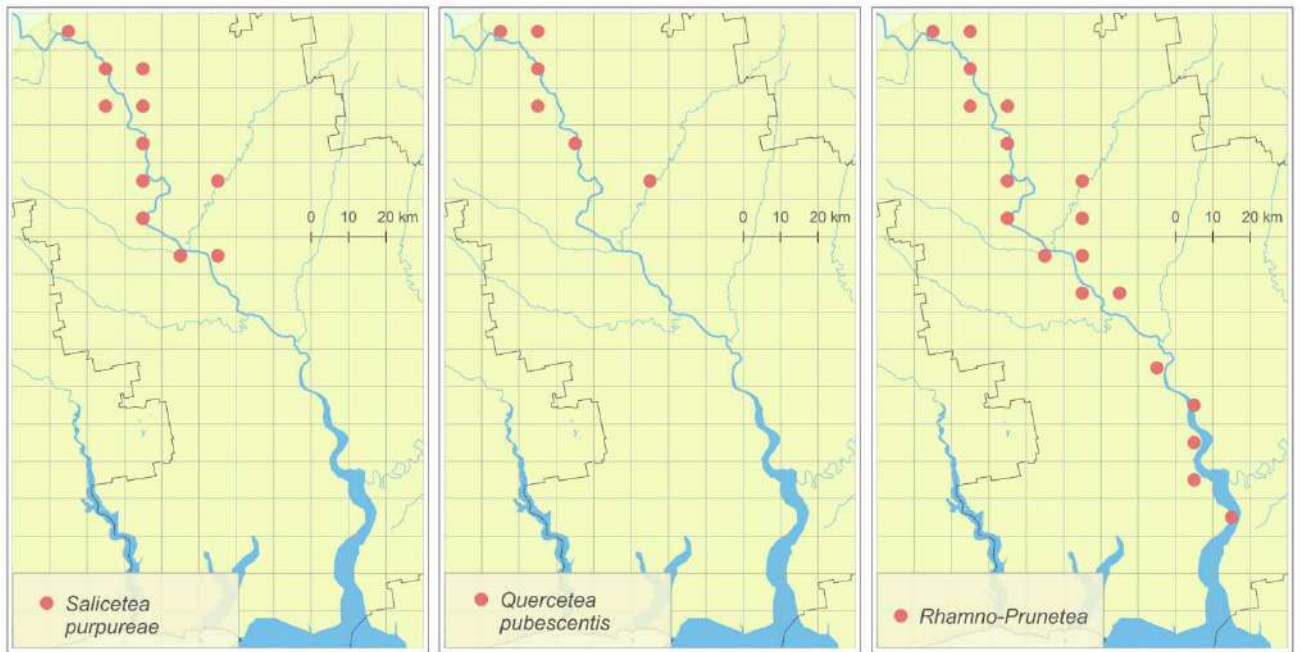 0 10 20 km
0 10 20 km
0 10 20 km
Salicetea
purpureae
Quercetea
pubescentis
Rhamno-Prunetea